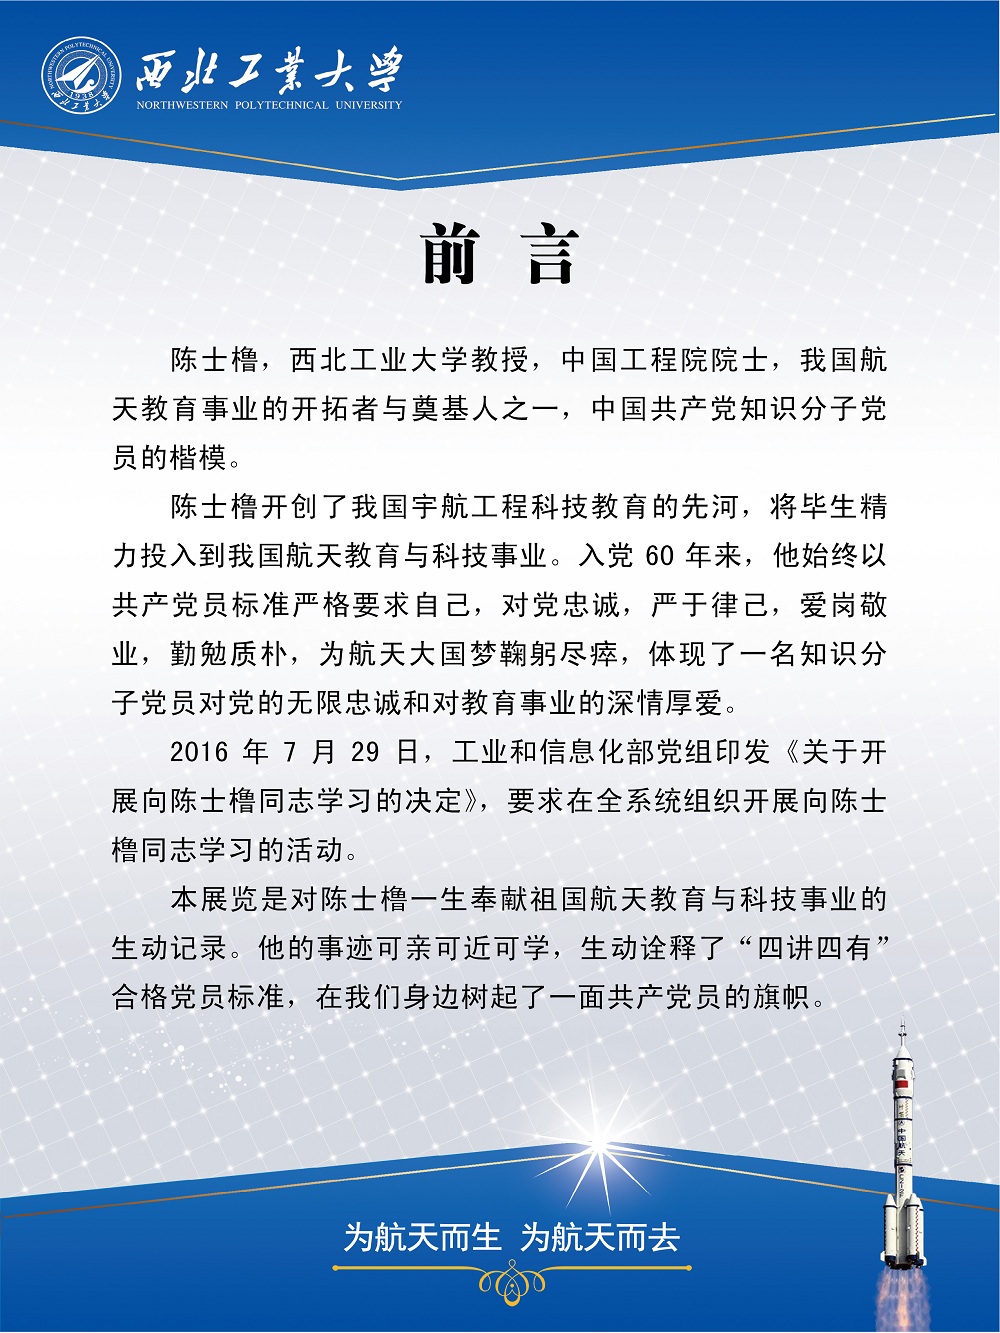 NORTHWESTERN POLYTECHNICAL UNIVERSITY
1938
西北工业大学
西北工业大学
NORTHWESTERN POLYTECHNICAL UNIVERSITY
前言
陈士橹，西北工业大学教授，中国工程院院士，我国航
天教育事业的开拓者与奠基人之一，中国共产党知识分子党
员的楷模。
陈士橹开创了我国宇航工程科技教育的先河，将毕生精
力投入到我国航天教育与科技事业。入党 60 年来，他始终以
共产党员标准严格要求自己，对党忠诚，严于律己，爱岗敬
业，勤勉质朴，为航天大国梦鞠躬尽瘁，体现了一名知识分
子党员对党的无限忠诚和对教育事业的深情厚爱。
2016 年 7 月 29 日，工业和信息化部党组印发《关于开
展向陈士橹同志学习的决定》，要求在全系统组织开展向陈士
橹同志学习的活动。
本展览是对陈士橹一生奉献祖国航天教育与科技事业的
生动记录。他的事迹可亲可近可学，生动诠释了“四讲四有”
合格党员标准，在我们身边树起了一面共产党员的旗帜。
中国航天
为航天而生 为航天而去